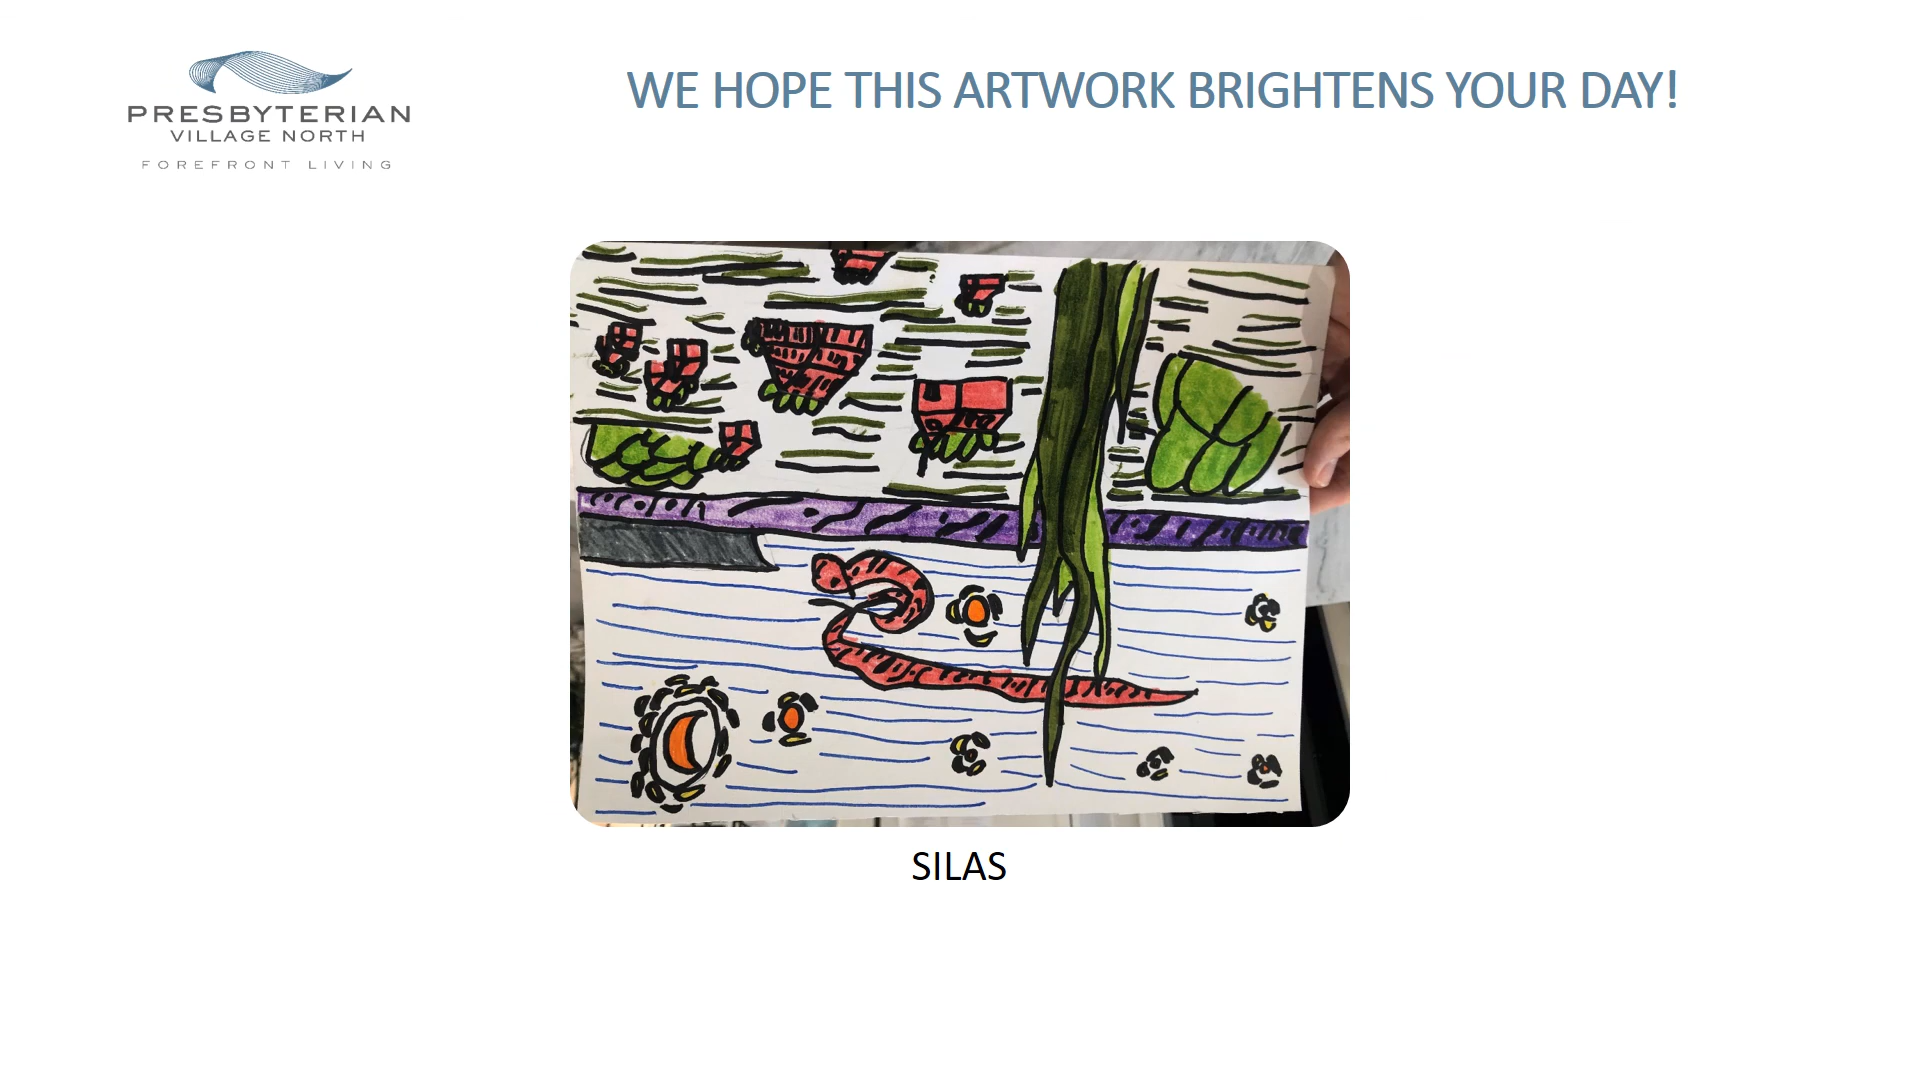 PRESBYTERIAN
VILLAGE NORTH
FOREFRONT LIVING
WE HOPE THIS ARTWORK BRIGHTENS YOUR DAY!
SILAS